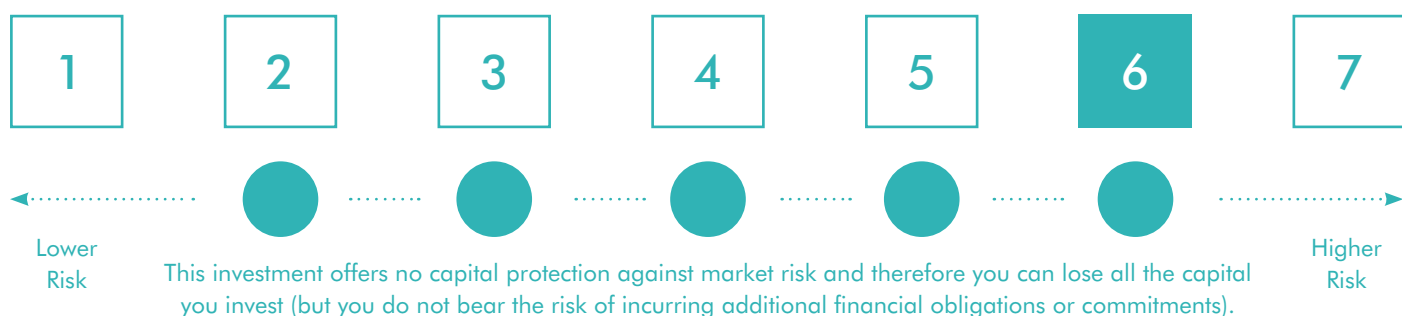 1 2 3 4 5 6 7
Lower
Risk
This investment offers no capital protection against market risk and therefore you can lose all the capital
you invest (but you do not bear the risk of incurring additional financial obligations or commitments).
Higher
Risk